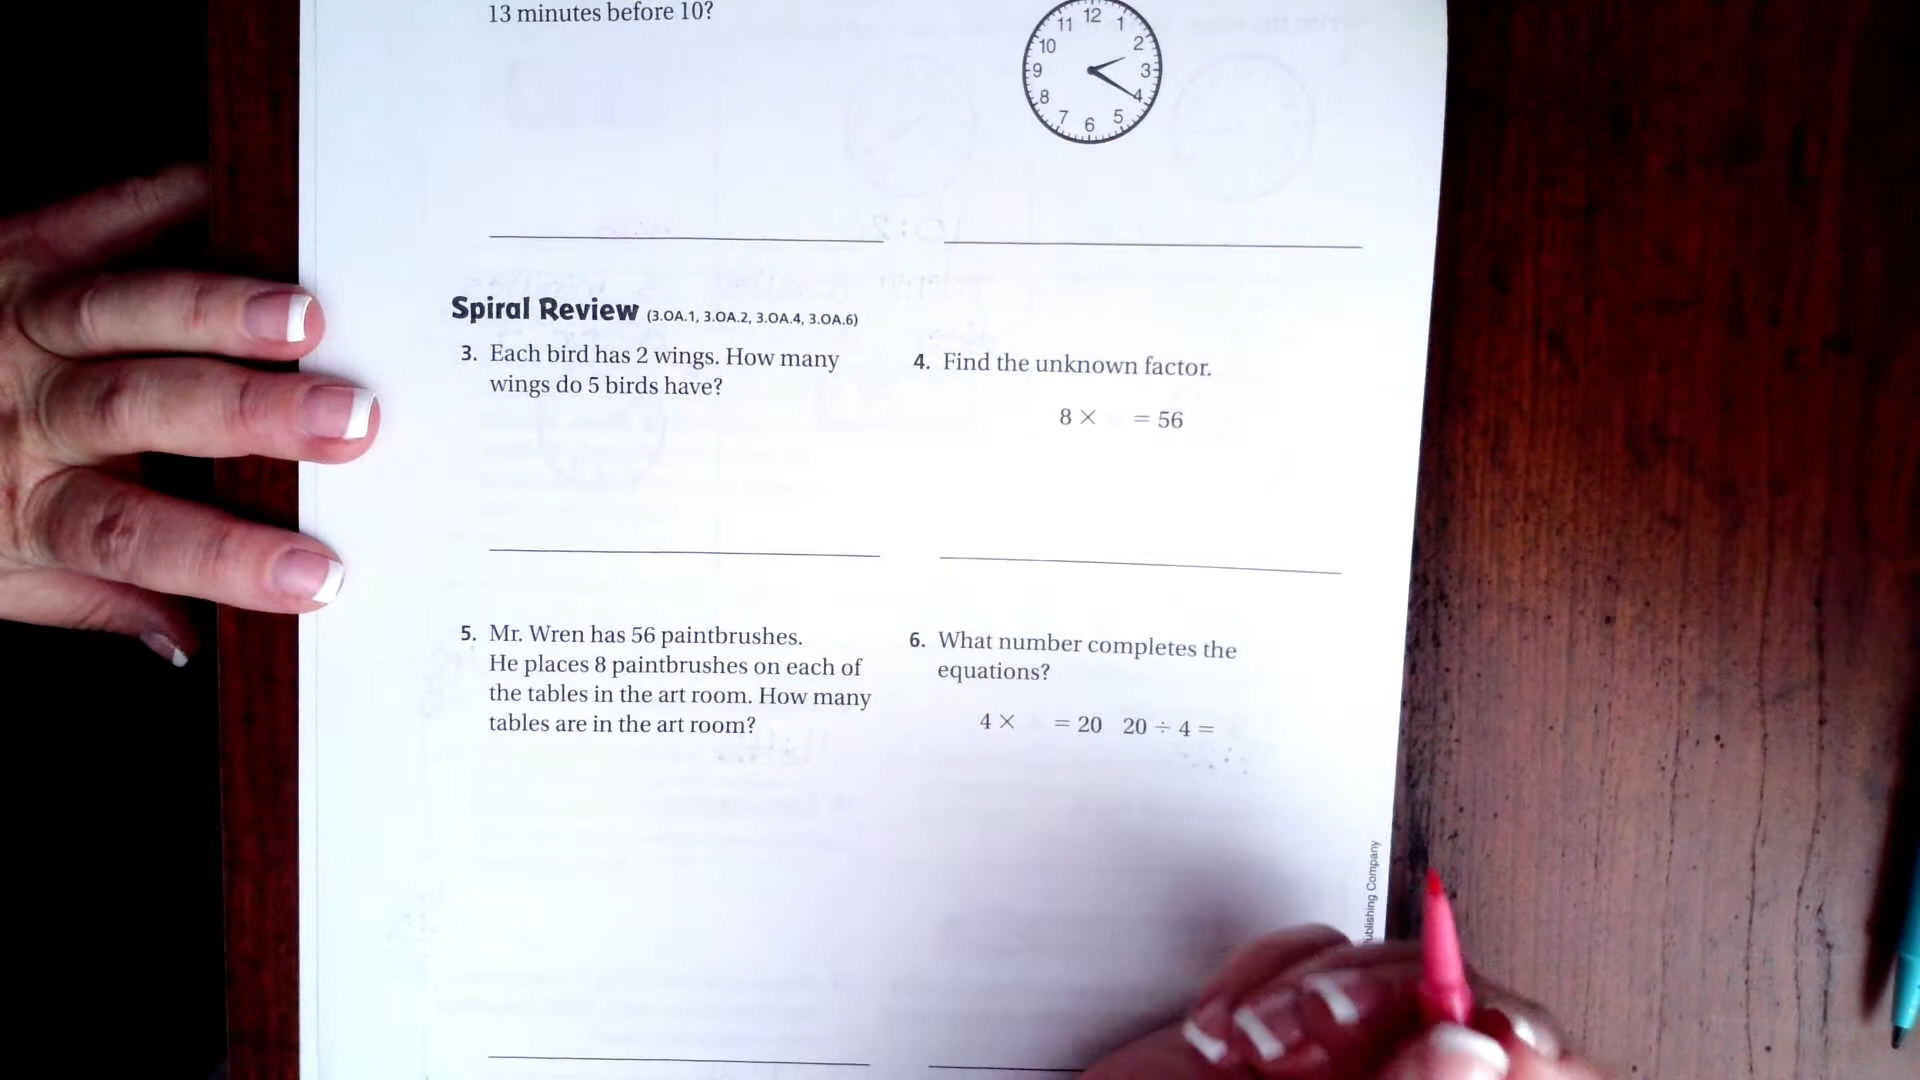 13 minutes before 10?
12
11
1
10
2
9
3
8
4
7
6
5
Spiral Review (3.OA.1, 3.OA.2, 3.OA.4, 3.OA.6)
3. Each bird has 2 wings. How many
wings do 5 birds have?
4. Find the unknown factor.
8 × = 56
5. Mr. Wren has 56 paintbrushes.
He places 8 paintbrushes on each of
the tables in the art room. How many
tables are in the art room?
6. What number completes the
equations?
4 × = 20 20 ÷ 4 =
Company